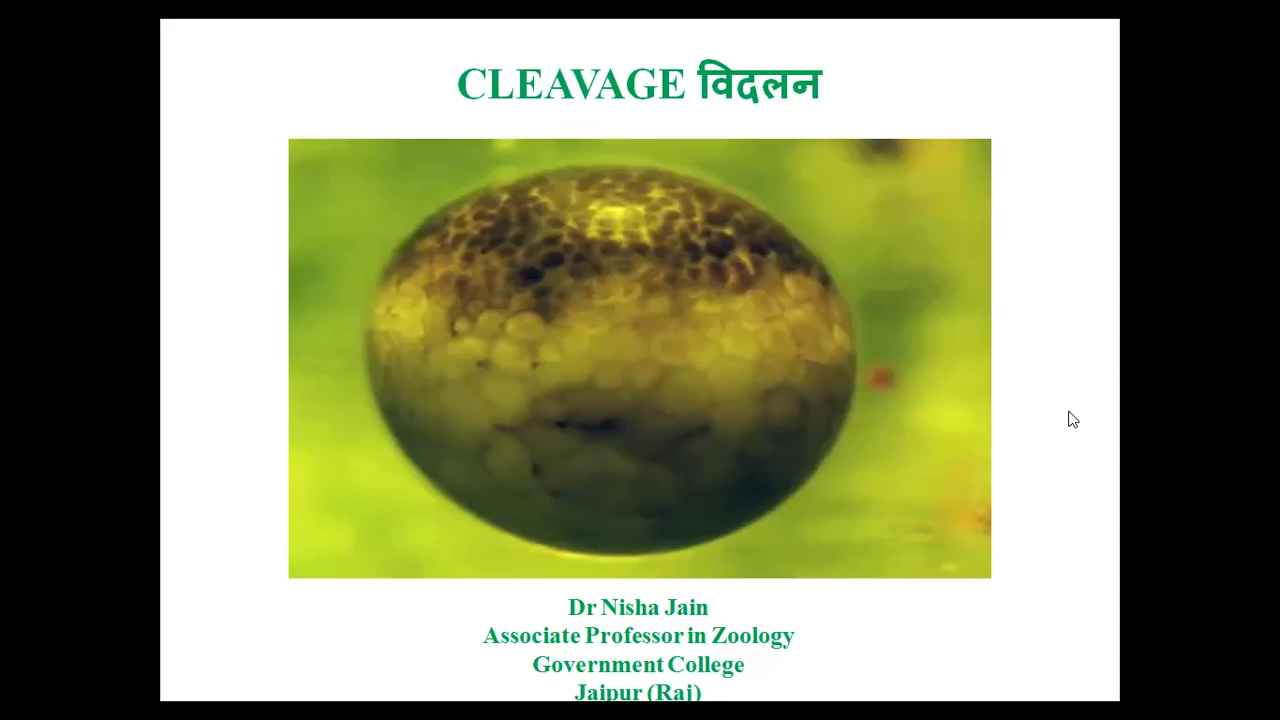 CLEAVAGE विदलन
Dr Nisha Jain
Associate Professor in Zoology
Government College
Jaipur (Raj)